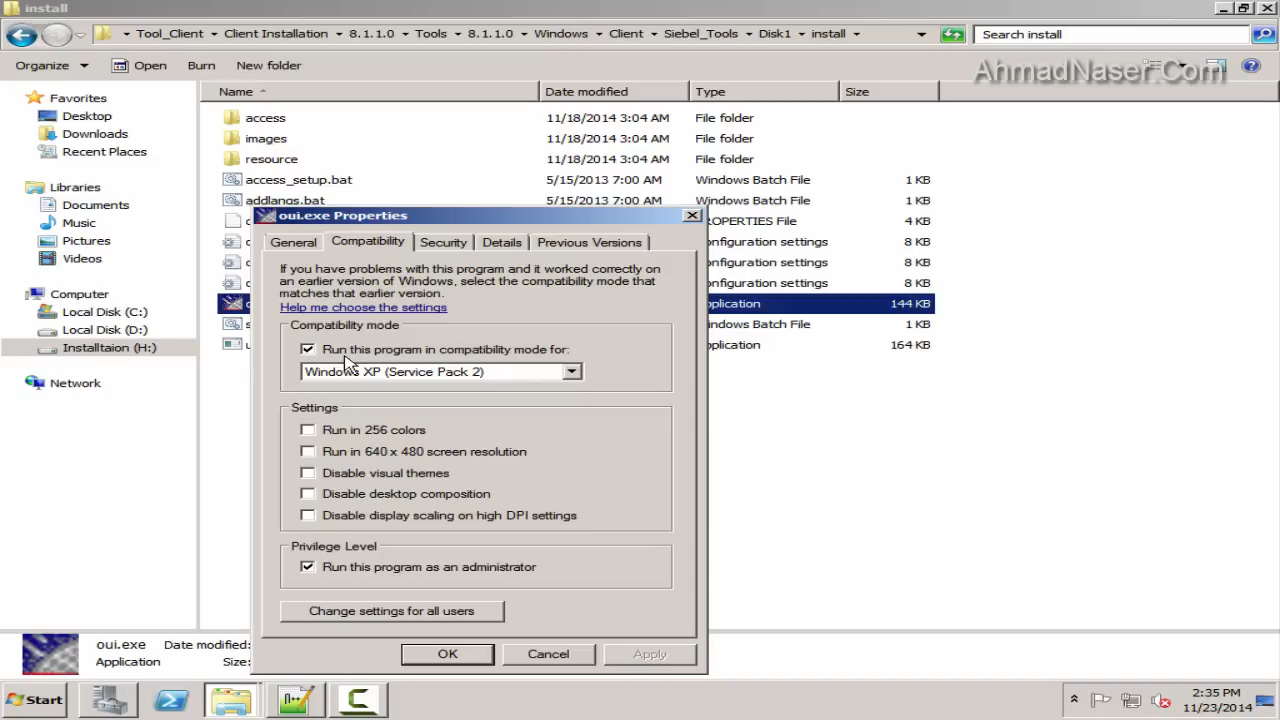 install
Tool_Client
Client Installation
8.1.1.0
Tools
8.1.1.0
Windows
Client
Siebel_Tools
Disk1
install
Search install
Organize
Open
Burn
New folder
AhmadNaser.Com
Favorites
Desktop
Downloads
Recent Places
Libraries
Documents
Music
Pictures
Videos
Computer
Local Disk (C:)
Local Disk (D:)
Installtaion (H:)
Network
Name
Date modified
Type
Size
access
11/18/2014 3:04 AM
File folder
images
11/18/2014 3:04 AM
File folder
resource
11/18/2014 3:04 AM
File folder
access_setup.bat
5/15/2013 7:00 AM
Windows Batch File
1 KB
addlangs.bat
5/15/2013 7:00 AM
Windows Batch File
1 KB
ROPERTIES File
4 KB
onfiguration settings
8 KB
onfiguration settings
8 KB
onfiguration settings
8 KB
pplication
144 KB
indows Batch File
1 KB
pplication
164 KB
oui.exe Properties
General
Compatibility
Security
Details
Previous Versions
If you have problems with this program and it worked correctly on
an earlier version of Windows, select the compatibility mode that
matches that earlier version.
Help me choose the settings
Compatibility mode
Run this program in compatibility mode for:
Windows XP (Service Pack 2)
Settings
Run in 256 colors
Run in 640 x 480 screen resolution
Disable visual themes
Disable desktop composition
Disable display scaling on high DPI settings
Privilege Level
Run this program as an administrator
Change settings for all users
OK
Cancel
Apply
oui.exe
Date modified:
Application
Size:
Start
N++
2:35 PM
11/23/2014